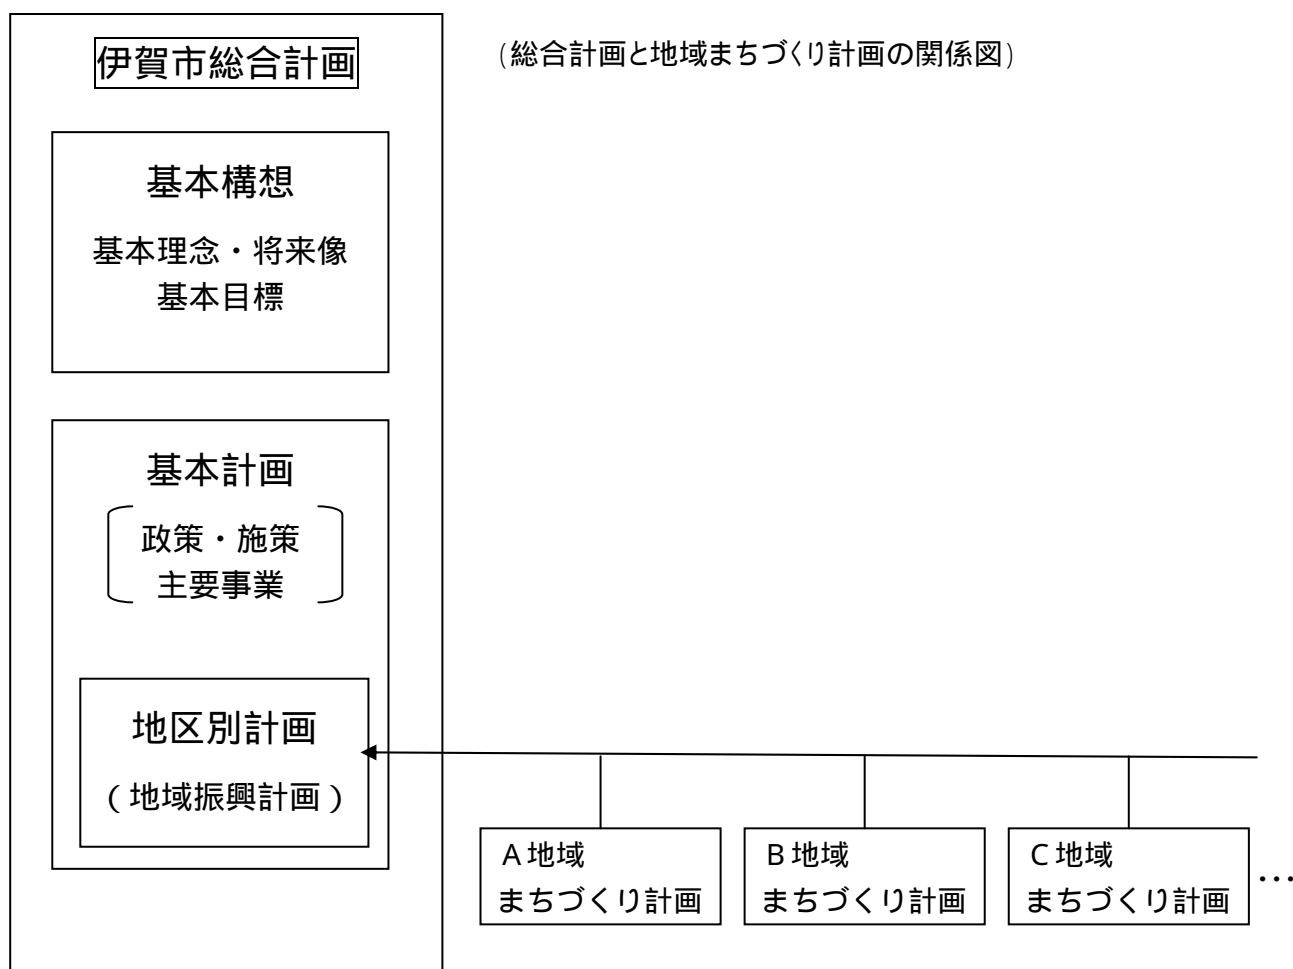 伊賀市総合計画
(総合計画と地域まちづくり計画の関係図)
基本構想
基本理念・将来像
基本目標
基本計画
政策・施策
主要事業
地区別計画
(地域振興計画)
A地域
まちづくり計画
B地域
まちづくり計画
C地域
まちづくり計画
…